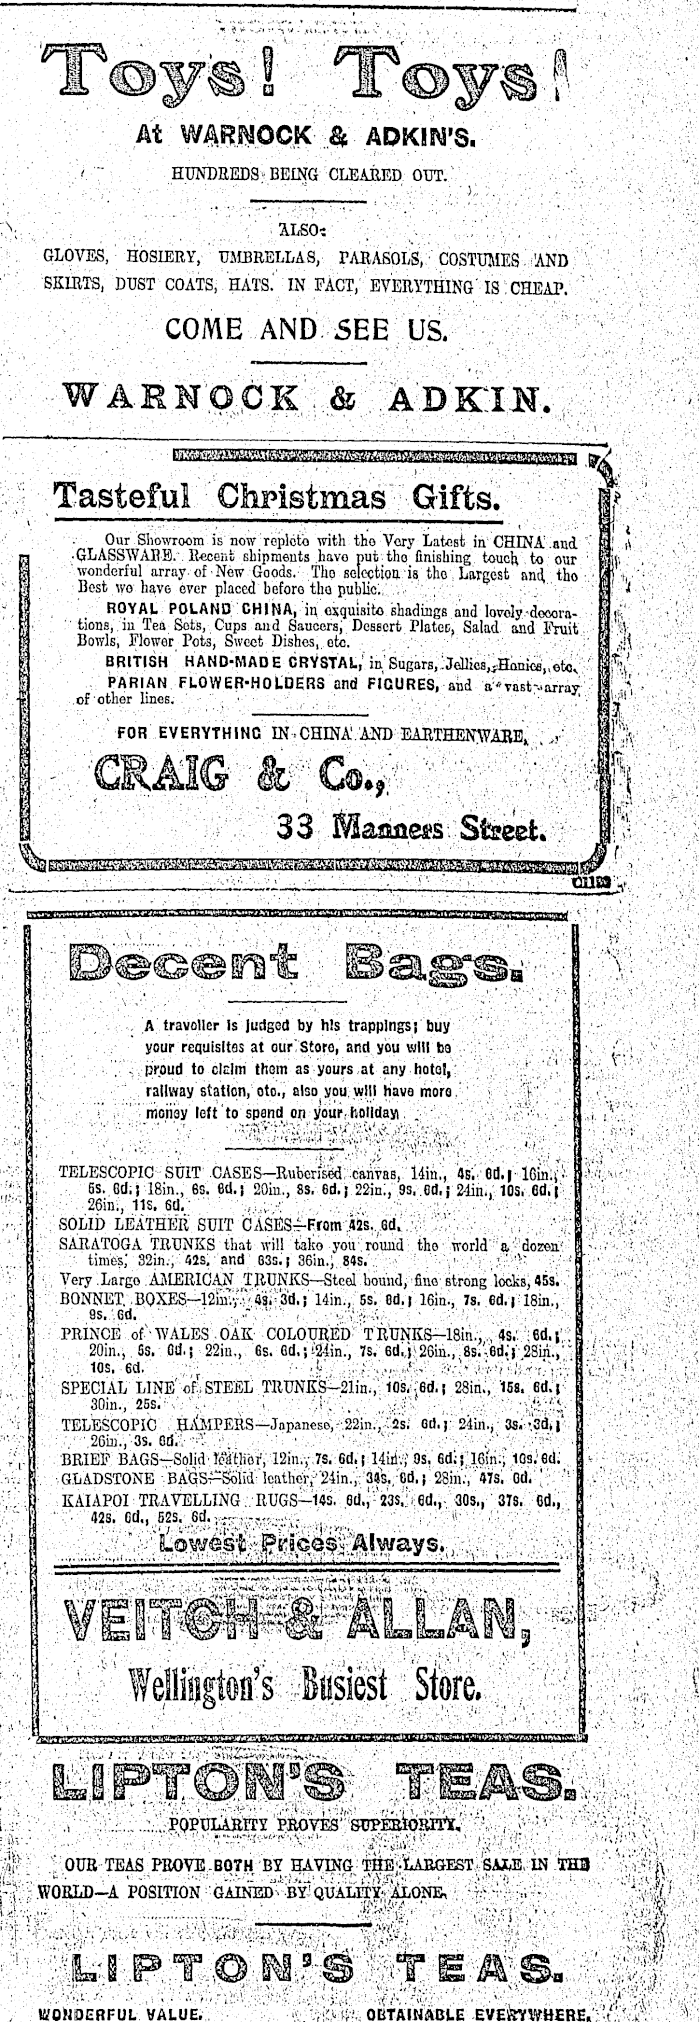 Toys! Toys!
At WARNOCK & ADKIN'S.
HUNDREDS BEING CLEARED OUT.
ALSO:
GLOVES, HOSIERY, UMBRELLAS, PARASOLS, COSTUMES AND
SKIRTS, DUST COATS, HATS. IN FACT, EVERYTHING IS CHEAP.
COME AND SEE US.
WARNOCK & ADKIN.
Tasteful Christmas Gifts.
Our Showroom is now replete with the Very Latest in CHINA and
GLASSWARE. Recent shipments have put the finishing touch to our
wonderful array of New Goods. The selection is the Largest and the
Best we have ever placed before the public.
ROYAL POLAND CHINA, in exquisite shadings and lovely decora-
tions, in Tea Sets, Cups and Saucers, Dessert Plates, Salad and Fruit
Bowls, Flower Pots, Sweet Dishes, etc.
BRITISH HAND-MADE CRYSTAL, in Sugars, Jellies, Honies, etc.
PARIAN FLOWER-HOLDERS and FIGURES, and a vast array
of other lines.
FOR EVERYTHING IN CHINA AND EARTHENWARE,
CRAIG & Co.,
33 Manners Street.
Decent Bags.
A traveller is judged by his trappings; buy
your requisites at our Store, and you will be
proud to claim them as yours at any hotel,
railway station, etc., also you will have more
money left to spend on your holiday
TELESCOPIC SUIT CASES—Ruberised canvas, 14in., 4s. 6d.; 16in.,
5s. 6d.; 18in., 6s. 6d.; 20in., 8s. 6d.; 22in., 9s. 6d.; 24in., 10s. 6d.;
26in., 11s. 6d.
SOLID LEATHER SUIT CASES—From 42s. 6d.
SARATOGA TRUNKS that will take you round the world a dozen
times, 32in., 42s. and 63s.; 36in., 84s.
Very Large AMERICAN TRUNKS—Steel bound, fine strong locks, 45s.
BONNET BOXES—12in., 4s. 3d.; 14in., 5s. 6d.; 16in., 7s. 6d.; 18in.,
9s. 6d.
PRINCE of WALES OAK COLOURED TRUNKS—18in., 4s. 6d.;
20in., 5s. 6d.; 22in., 6s. 6d.; 24in., 7s. 6d.; 26in., 8s. 6d.; 28in.,
10s. 6d.
SPECIAL LINE of STEEL TRUNKS—21in., 10s. 6d.; 28in., 15s. 6d.;
30in., 25s.
TELESCOPIC HAMPERS—Japanese, 22in., 2s. 6d.; 24in., 3s. 3d.;
26in., 3s. 6d.
BRIEF BAGS—Solid leather, 12in., 7s. 6d.; 14in., 9s. 6d.; 16in., 10s. 6d.
GLADSTONE BAGS—Solid leather, 24in., 34s. 6d.; 28in., 47s. 6d.
KAIAPOI TRAVELLING RUGS—14s. 6d., 23s. 6d., 30s., 37s. 6d.,
42s. 6d., 52s. 6d.
Lowest Prices Always.
VEITCH & ALLAN,
Wellington's Busiest Store.
LIPTON'S TEAS.
POPULARITY PROVES SUPERIORITY.
OUR TEAS PROVE BOTH BY HAVING THE LARGEST SALE IN THE
WORLD—A POSITION GAINED BY QUALITY ALONE.
LIPTON'S TEAS.
WONDERFUL VALUE. OBTAINABLE EVERYWHERE.